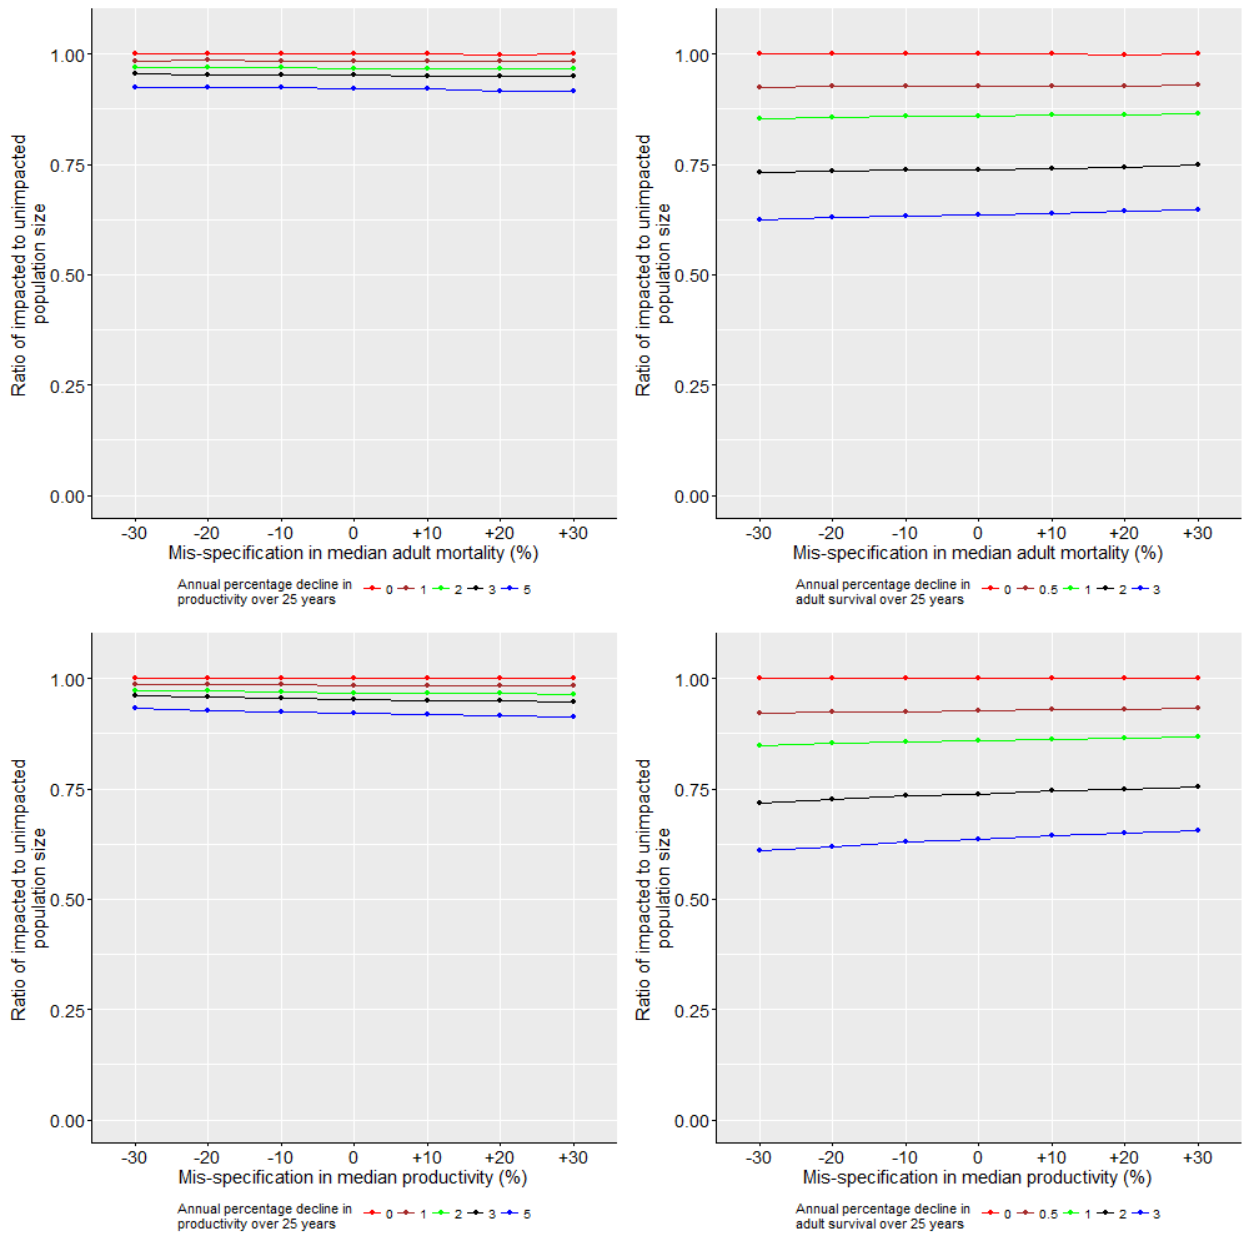 Ratio of impacted to unimpacted
population size
1.00
0.75
0.50
0.25
0.00
-30 -20 -10 0 +10 +20 +30
Mis-specification in median adult mortality (%)
Annual percentage decline in
productivity over 25 years 0 1 2 3 5
Ratio of impacted to unimpacted
population size
1.00
0.75
0.50
0.25
0.00
-30 -20 -10 0 +10 +20 +30
Mis-specification in median adult mortality (%)
Annual percentage decline in
adult survival over 25 years 0 0.5 1 2 3
Ratio of impacted to unimpacted
population size
1.00
0.75
0.50
0.25
0.00
-30 -20 -10 0 +10 +20 +30
Mis-specification in median productivity (%)
Annual percentage decline in
productivity over 25 years 0 1 2 3 5
Ratio of impacted to unimpacted
population size
1.00
0.75
0.50
0.25
0.00
-30 -20 -10 0 +10 +20 +30
Mis-specification in median productivity (%)
Annual percentage decline in
adult survival over 25 years 0 0.5 1 2 3